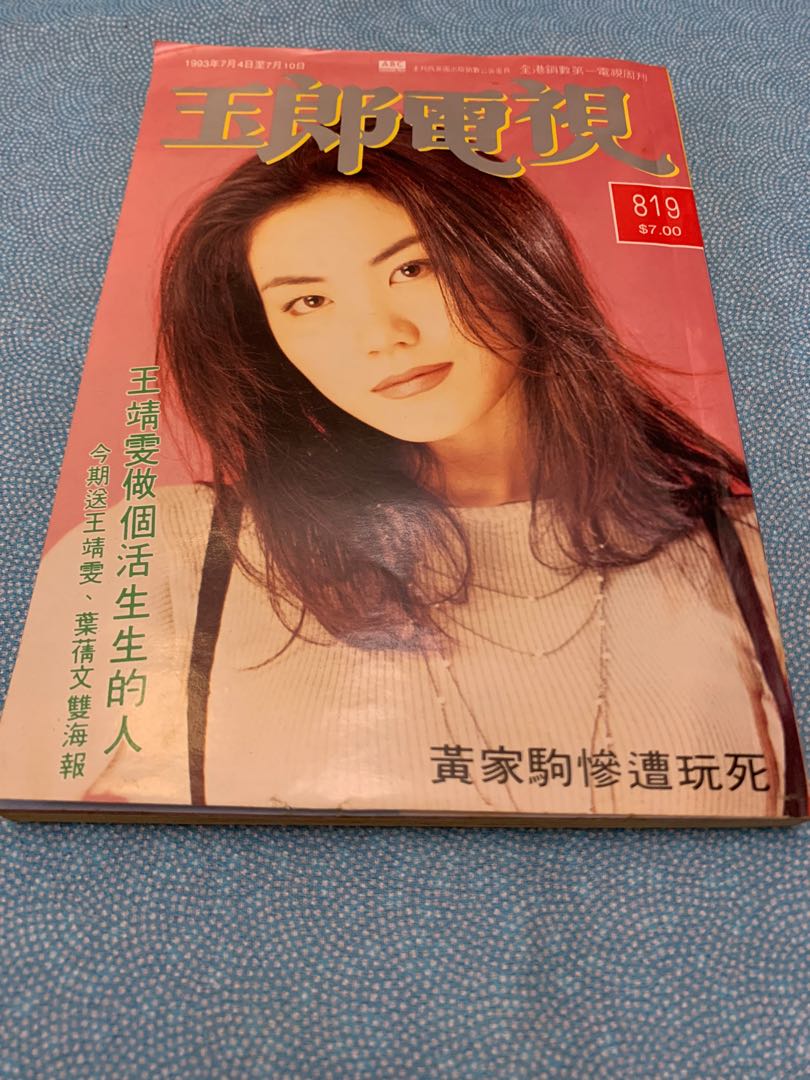 1993年7月4日至7月10日
ABC
全港銷數第一電視周刊
玉郎電視
819
$7.00
王靖雯做個活生生的人
今期送王靖雯、葉蒨文雙海報
黃家駒慘遭玩死